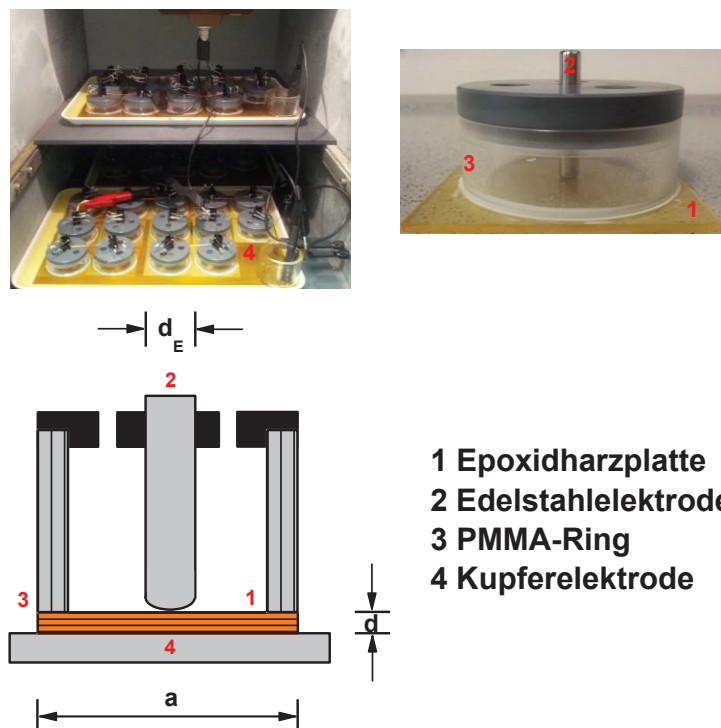 2
3
1
4
d
E
2
3
1
4
d
a
1 Epoxidharzplatte
2 Edelstahlelektrode
3 PMMA-Ring
4 Kupferelektrode